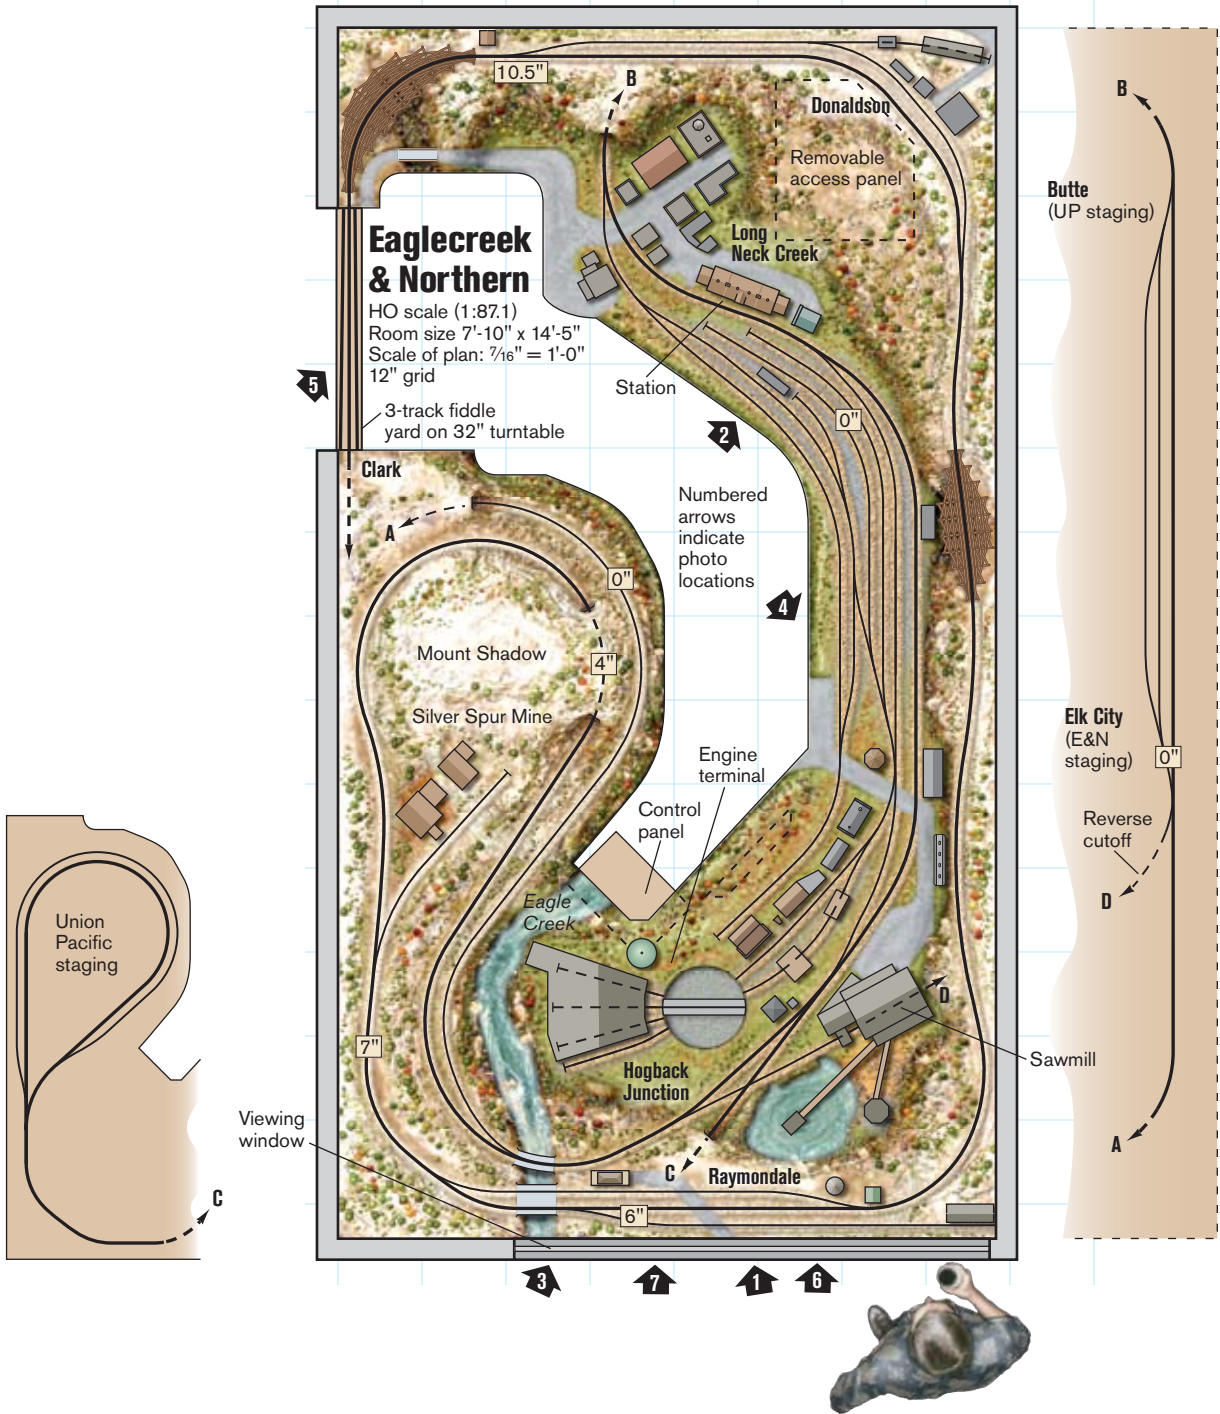 10.5"
B
Donaldson
Removable
access panel
B
Butte
(UP staging)
Eaglecreek
& Northern
HO scale (1:87.1)
Room size 7'-10" x 14'-5"
Scale of plan: 7/16" = 1'-0"
12" grid
Long
Neck Creek
5
3-track fiddle
yard on 32" turntable
Station
2
0"
Clark
A
Numbered
arrows
indicate
photo
locations
0"
4
Mount Shadow
4"
Silver Spur Mine
Elk City
(E&N
staging)
0"
Engine
terminal
Control
panel
Reverse
cutoff
D
Eagle
Creek
Union
Pacific
staging
D
7"
Hogback
Junction
Sawmill
Viewing
window
C
Raymondale
A
C
6"
3
7
1
6